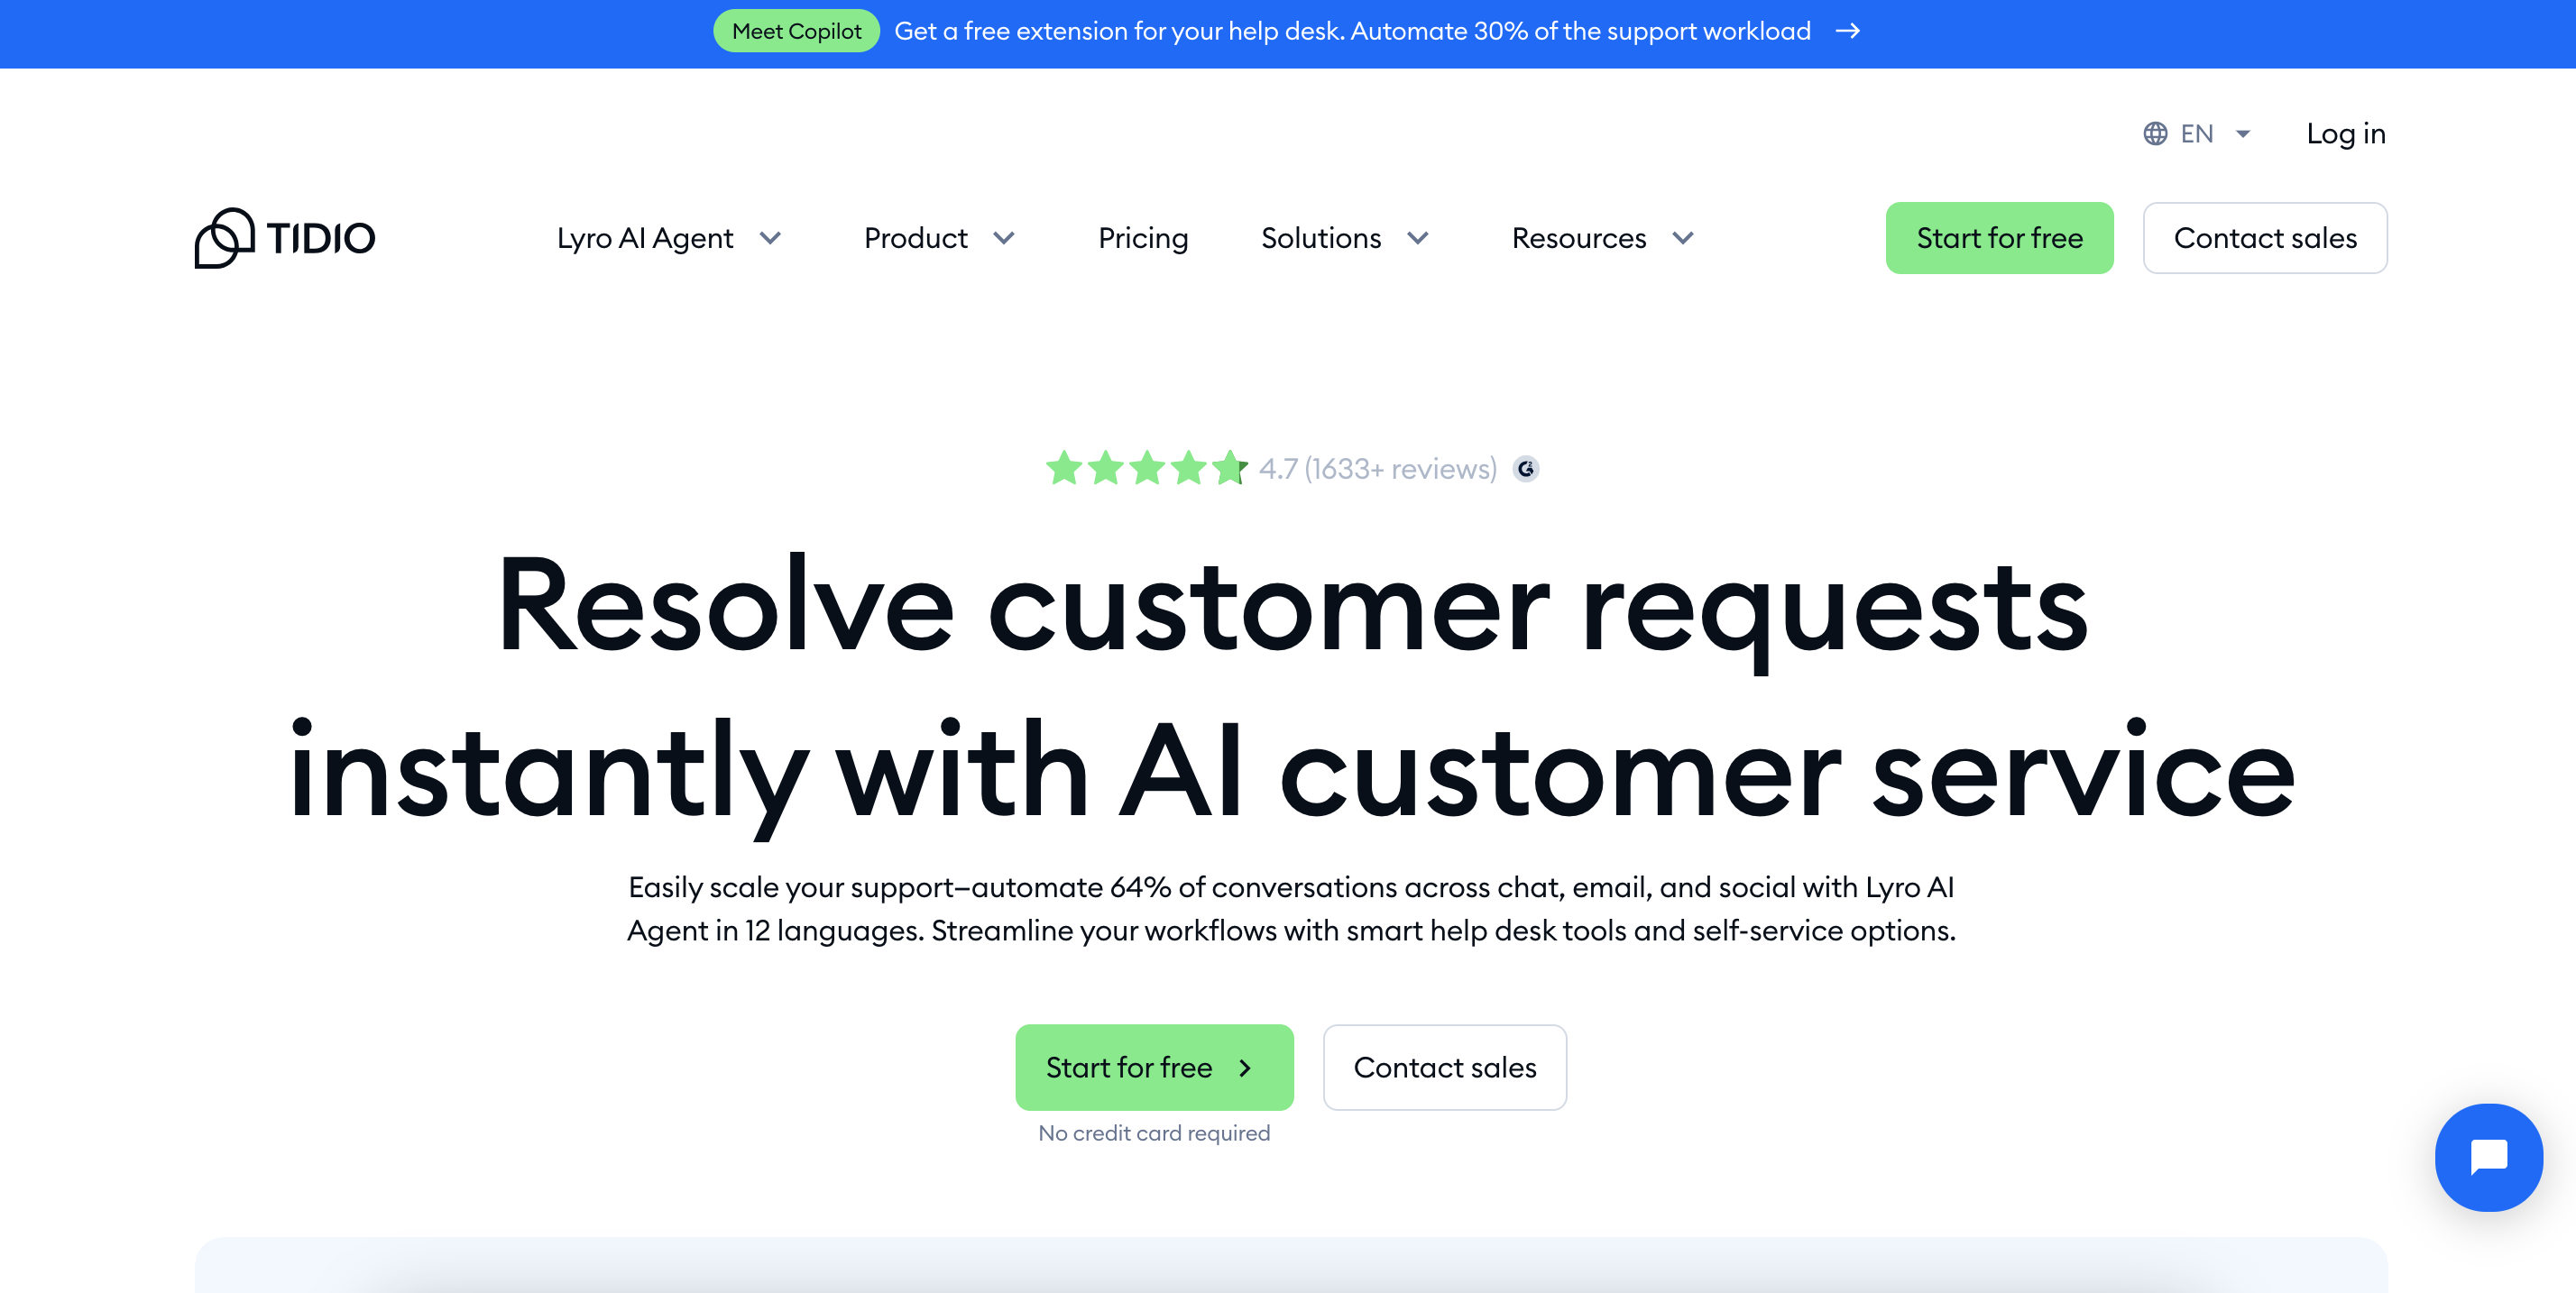 Meet Copilot Get a free extension for your help desk. Automate 30% of the support workload →
EN Log in
TIDIO Lyro AI Agent Product Pricing Solutions Resources Start for free Contact sales
4.7 (1633+ reviews) G2
Resolve customer requests
instantly with AI customer service
Easily scale your support—automate 64% of conversations across chat, email, and social with Lyro AI
Agent in 12 languages. Streamline your workflows with smart help desk tools and self-service options.
Start for free Contact sales
No credit card required